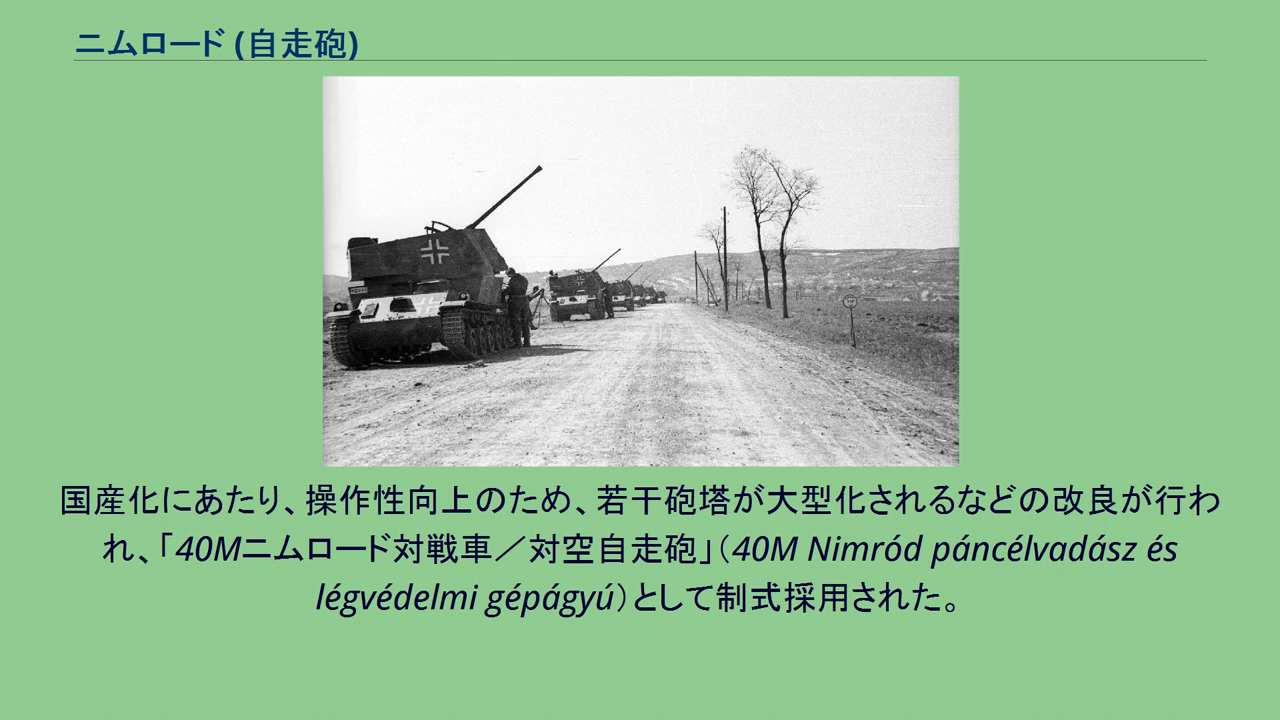 ニムロード (自走砲)
国産化にあたり、操作性向上のため、若干砲塔が大型化されるなどの改良が行わ
れ、「40Mニムロード対戦車／対空自走砲」（40M Nimród páncélvadász és
légvédelmi gépágyú）として制式採用された。